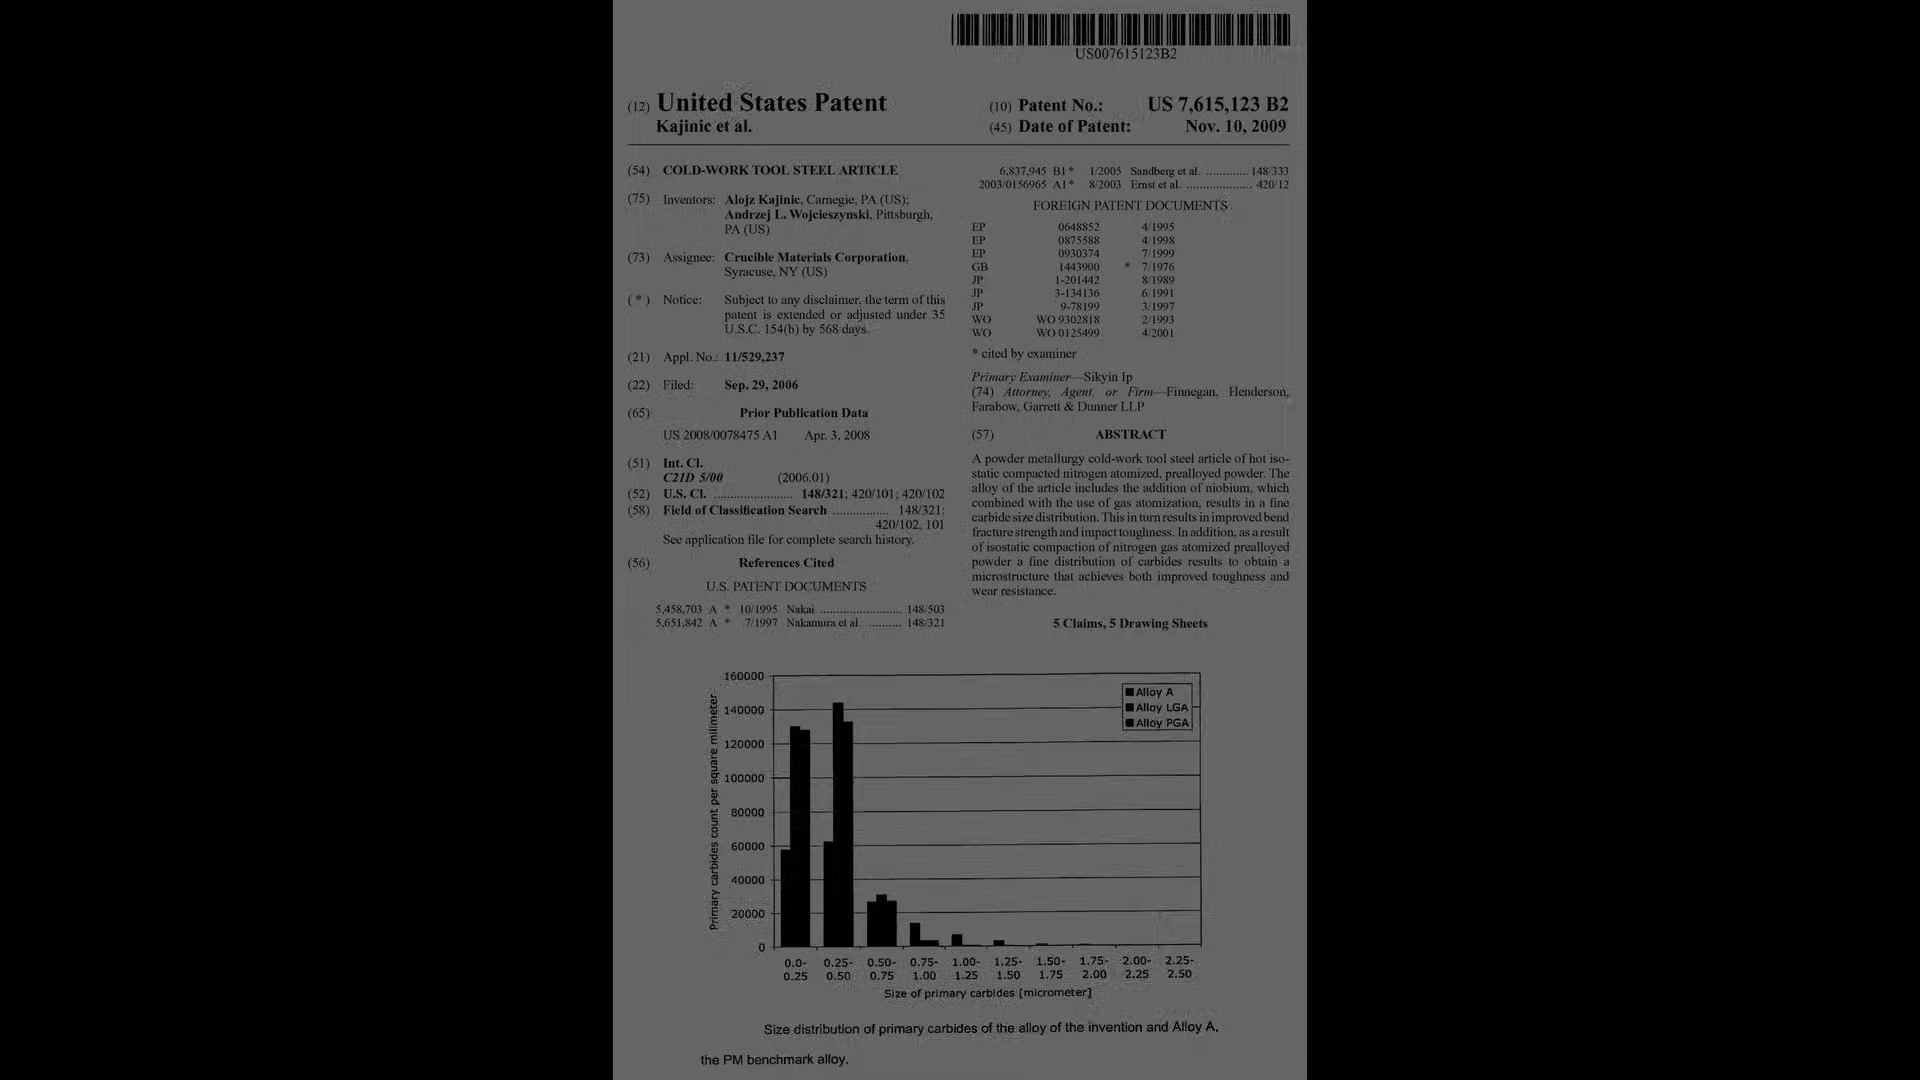 US007615123B2
(12) United States Patent
Kajinic et al.
(10) Patent No.: US 7,615,123 B2
(45) Date of Patent: Nov. 10, 2009
(54) COLD-WORK TOOL STEEL ARTICLE
(75) Inventors: Alojz Kajinic, Carnegie, PA (US);
Andrzej L. Wojcieszynski, Pittsburgh,
PA (US)
(73) Assignee: Crucible Materials Corporation,
Syracuse, NY (US)
( * ) Notice: Subject to any disclaimer, the term of this
patent is extended or adjusted under 35
U.S.C. 154(b) by 568 days.
(21) Appl. No.: 11/529,237
(22) Filed: Sep. 29, 2006
(65) Prior Publication Data
US 2008/0078475 A1 Apr. 3, 2008
(51) Int. Cl.
C21D 5/00 (2006.01)
(52) U.S. Cl. ........................ 148/321; 420/101; 420/102
(58) Field of Classification Search ................. 148/321;
420/102, 101
See application file for complete search history.
(56) References Cited
U.S. PATENT DOCUMENTS
5,458,703 A * 10/1995 Nakai ........................ 148/503
5,651,842 A * 7/1997 Nakamura et al. .......... 148/321
6,837,945 B1 * 1/2005 Sandberg et al. ............ 148/333
2003/0156965 A1 * 8/2003 Ernst et al. .................... 420/12
FOREIGN PATENT DOCUMENTS
EP 0648852 4/1995
EP 0875588 4/1998
EP 0930374 7/1999
GB 1443900 * 7/1976
JP 1-201442 8/1989
JP 3-134136 6/1991
JP 9-78199 3/1997
WO WO 9302818 2/1993
WO WO 0125499 4/2001
* cited by examiner
Primary Examiner—Sikyin Ip
(74) Attorney, Agent, or Firm—Finnegan, Henderson,
Farabow, Garrett & Dunner LLP
(57) ABSTRACT
A powder metallurgy cold-work tool steel article of hot iso-
static compacted nitrogen atomized, prealloyed powder. The
alloy of the article includes the addition of niobium, which
combined with the use of gas atomization, results in a fine
carbide size distribution. This in turn results in improved bend
fracture strength and impact toughness. In addition, as a result
of isostatic compaction of nitrogen gas atomized prealloyed
powder a fine distribution of carbides results to obtain a
microstructure that achieves both improved toughness and
wear resistance.
5 Claims, 5 Drawing Sheets
Primary carbides count per square milimeter
160000
140000
120000
100000
80000
60000
40000
20000
0
Alloy A
Alloy LGA
Alloy PGA
0.0- 0.25- 0.50- 0.75- 1.00- 1.25- 1.50- 1.75- 2.00- 2.25-
0.25 0.50 0.75 1.00 1.25 1.50 1.75 2.00 2.25 2.50
Size of primary carbides [micrometer]
Size distribution of primary carbides of the alloy of the invention and Alloy A,
the PM benchmark alloy.